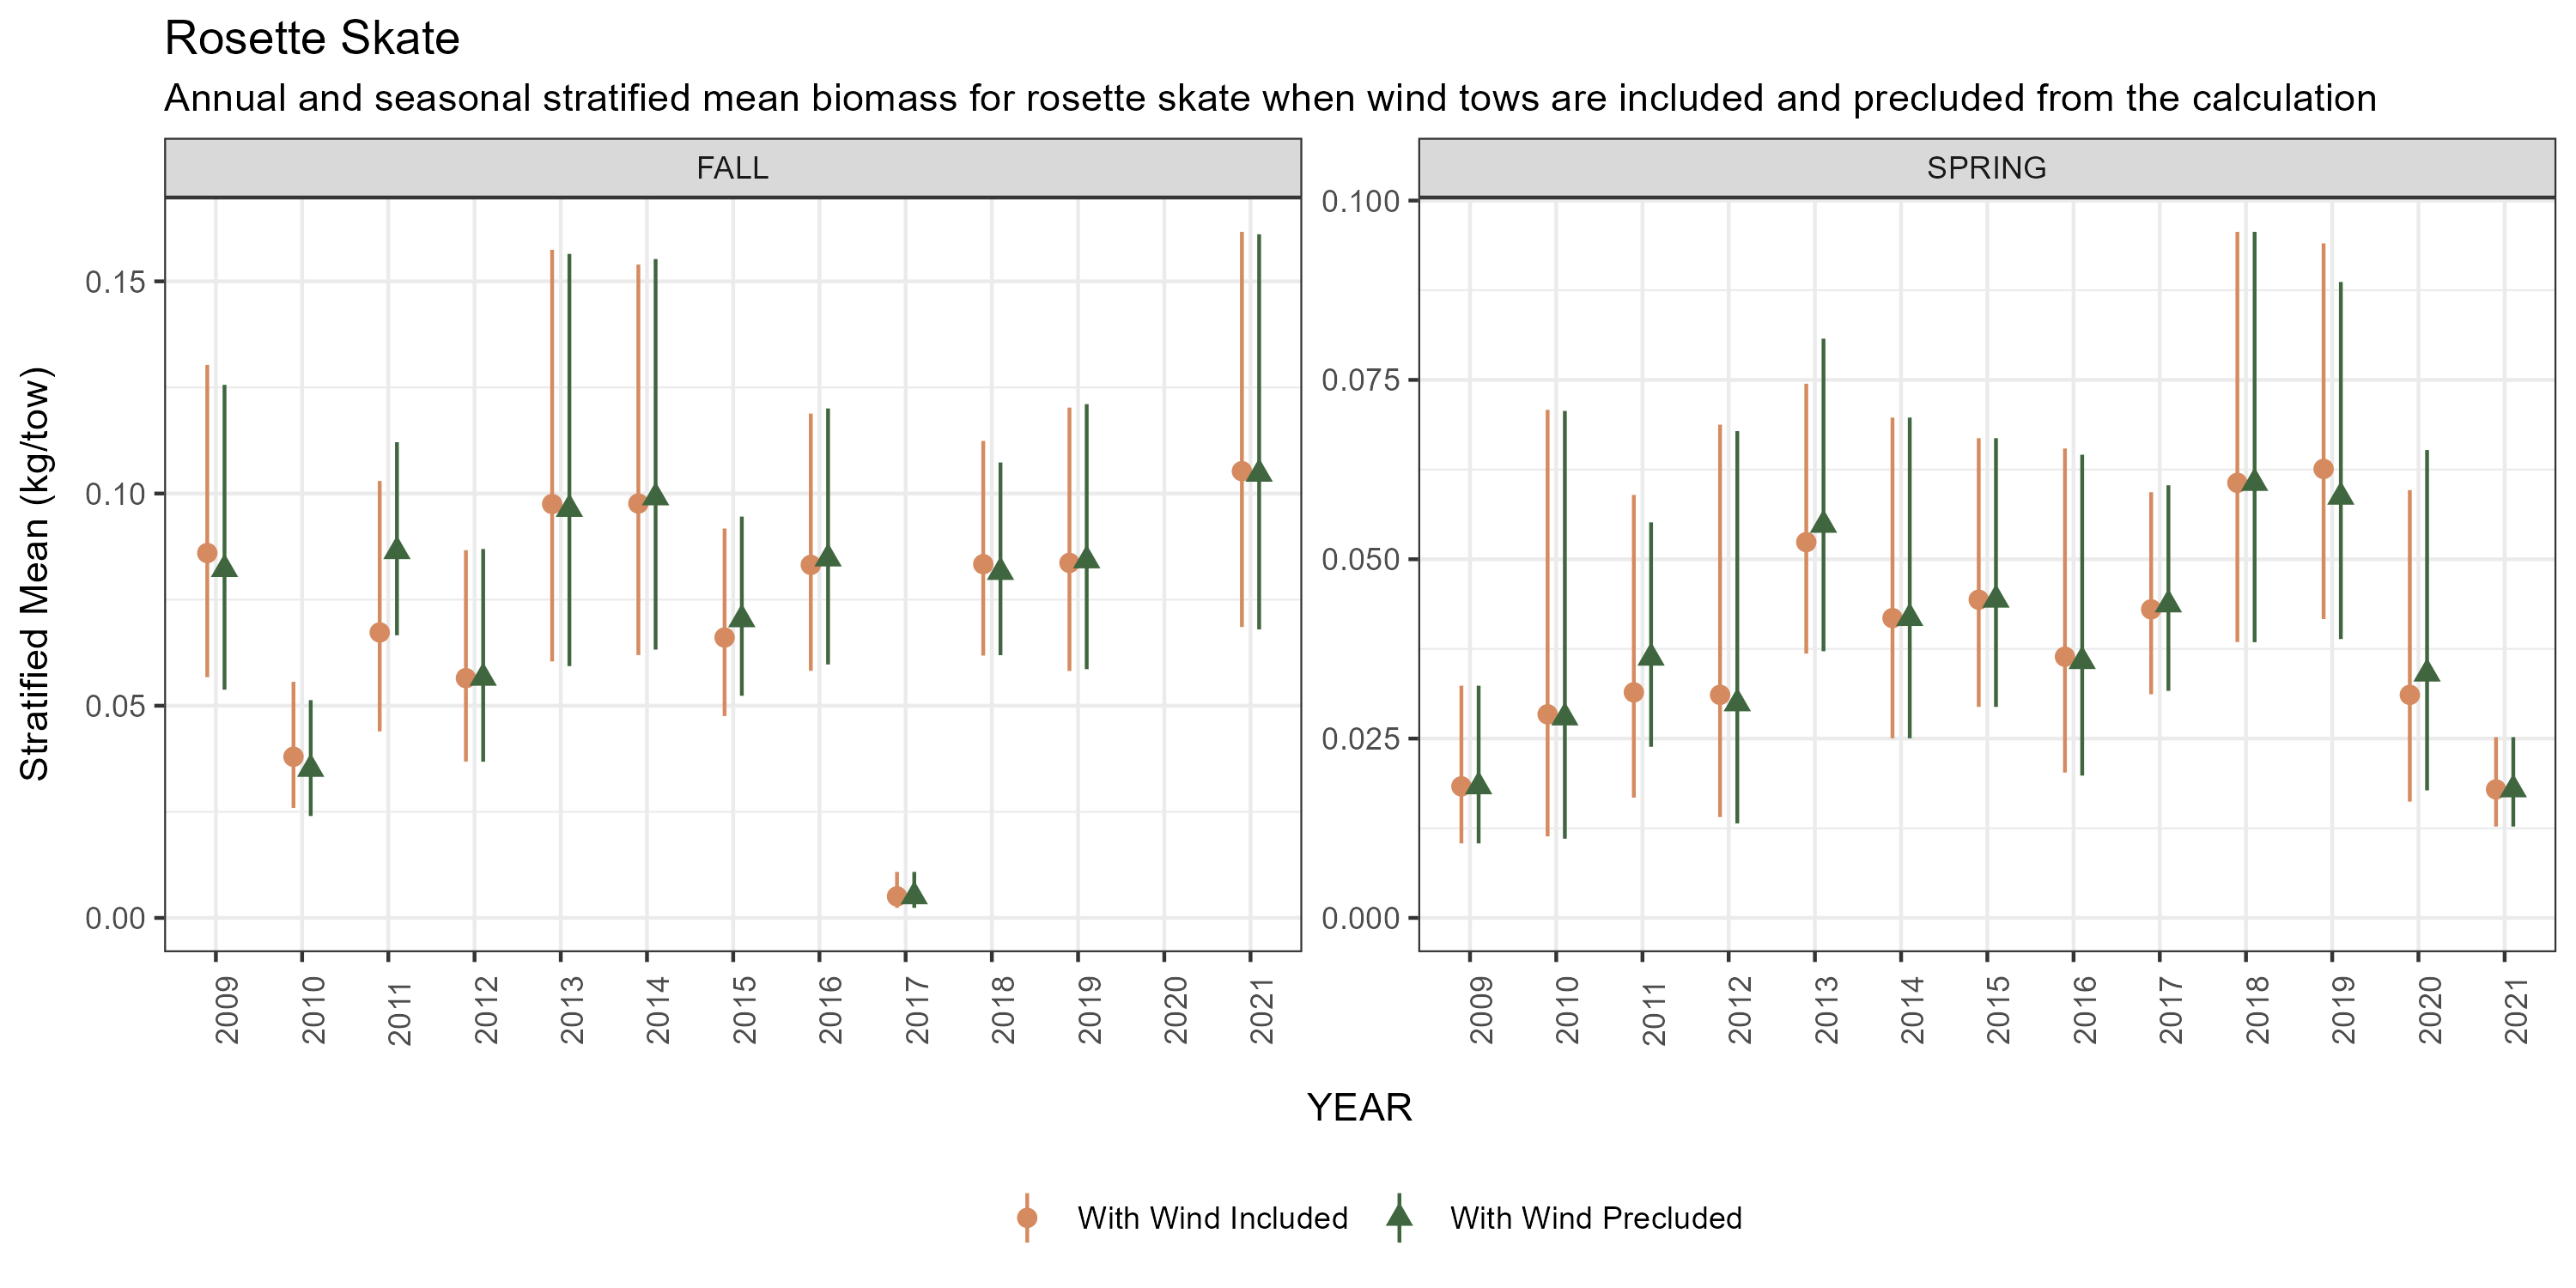 Rosette Skate
Annual and seasonal stratified mean biomass for rosette skate when wind tows are included and precluded from the calculation
FALL
SPRING
Stratified Mean (kg/tow)
0.15
0.10
0.05
0.00
0.100
0.075
0.050
0.025
0.000
2009 2010 2011 2012 2013 2014 2015 2016 2017 2018 2019 2020 2021
2009 2010 2011 2012 2013 2014 2015 2016 2017 2018 2019 2020 2021
YEAR
With Wind Included
With Wind Precluded